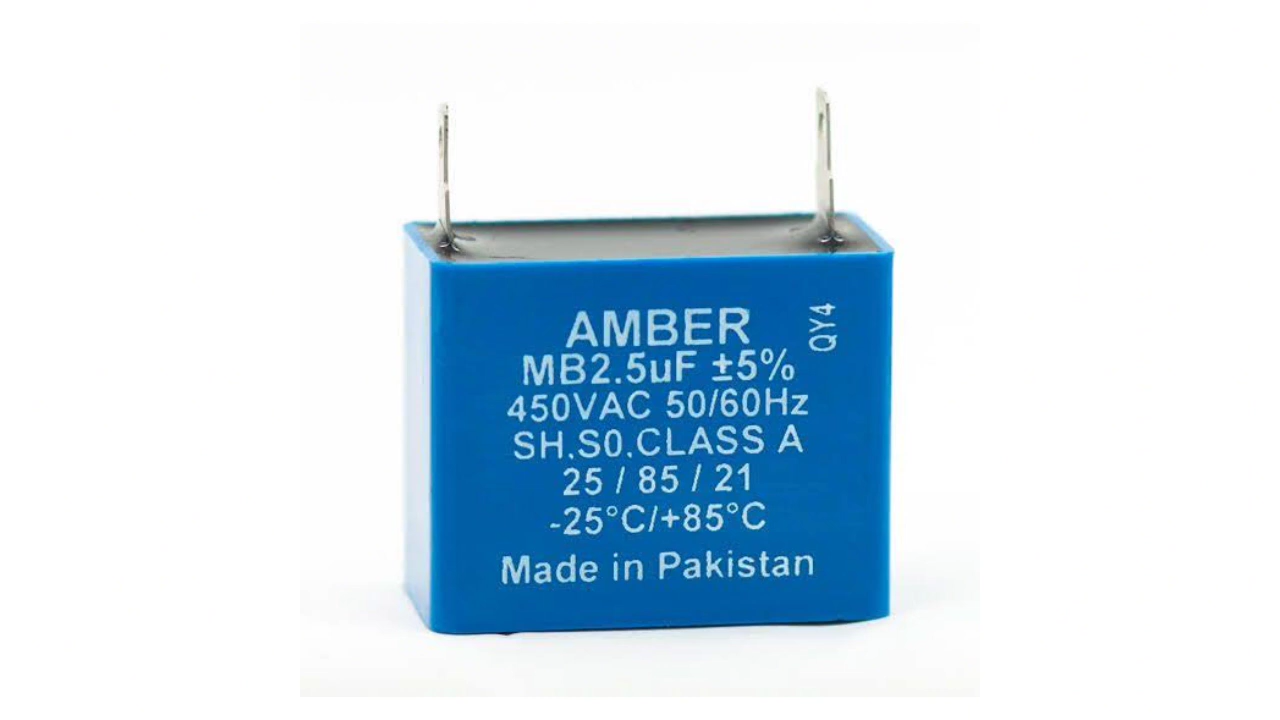 AMBER
QY4
MB2.5uF ±5%
450VAC 50/60Hz
SH.S0.CLASS A
25 / 85 / 21
-25°C/+85°C
Made in Pakistan